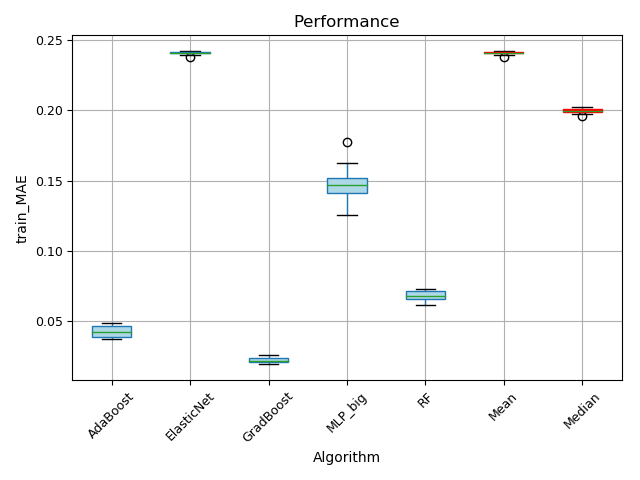 Performance
train_MAE
0.25
0.20
0.15
0.10
0.05
AdaBoost
ElasticNet
GradBoost
MLP_big
RF
Mean
Median
Algorithm